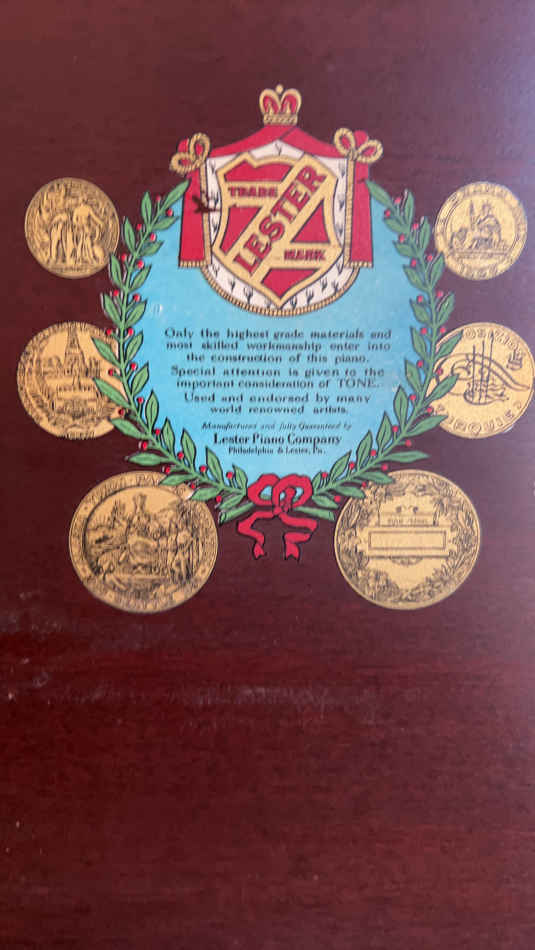 TRADE
LESTER
MARK
Only the highest grade materials and
most skilled workmanship enter into
the construction of this piano.
Special attention is given to the
important consideration of TONE.
Used and endorsed by many
world renowned artists.
Manufactured and fully Guaranteed by
Lester Piano Company
Philadelphia & Lester, Pa.